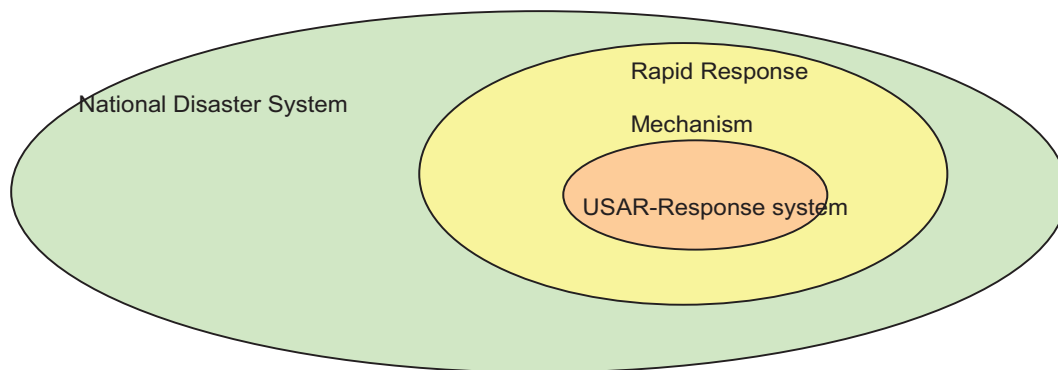 Rapid Response
National Disaster System
Mechanism
USAR-Response system